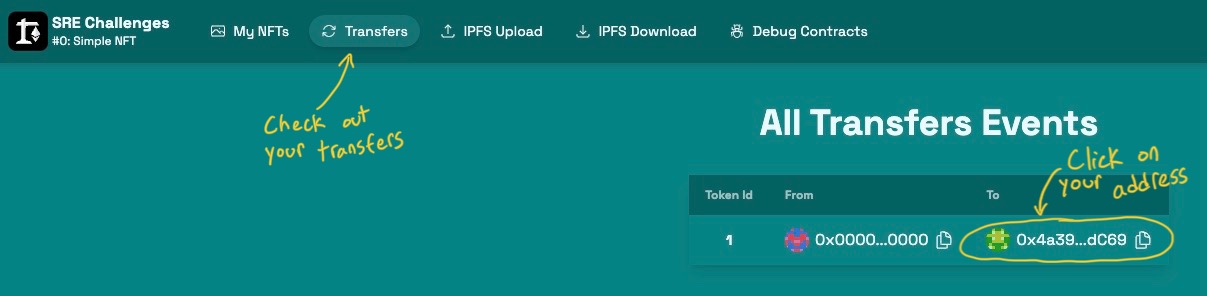 SRE Challenges
#0: Simple NFT
My NFTs
Transfers
IPFS Upload
IPFS Download
Debug Contracts
Check out
your transfers
All Transfers Events
Click on
your address
Token Id From To
1 0x0000...0000 0x4a39...dC69